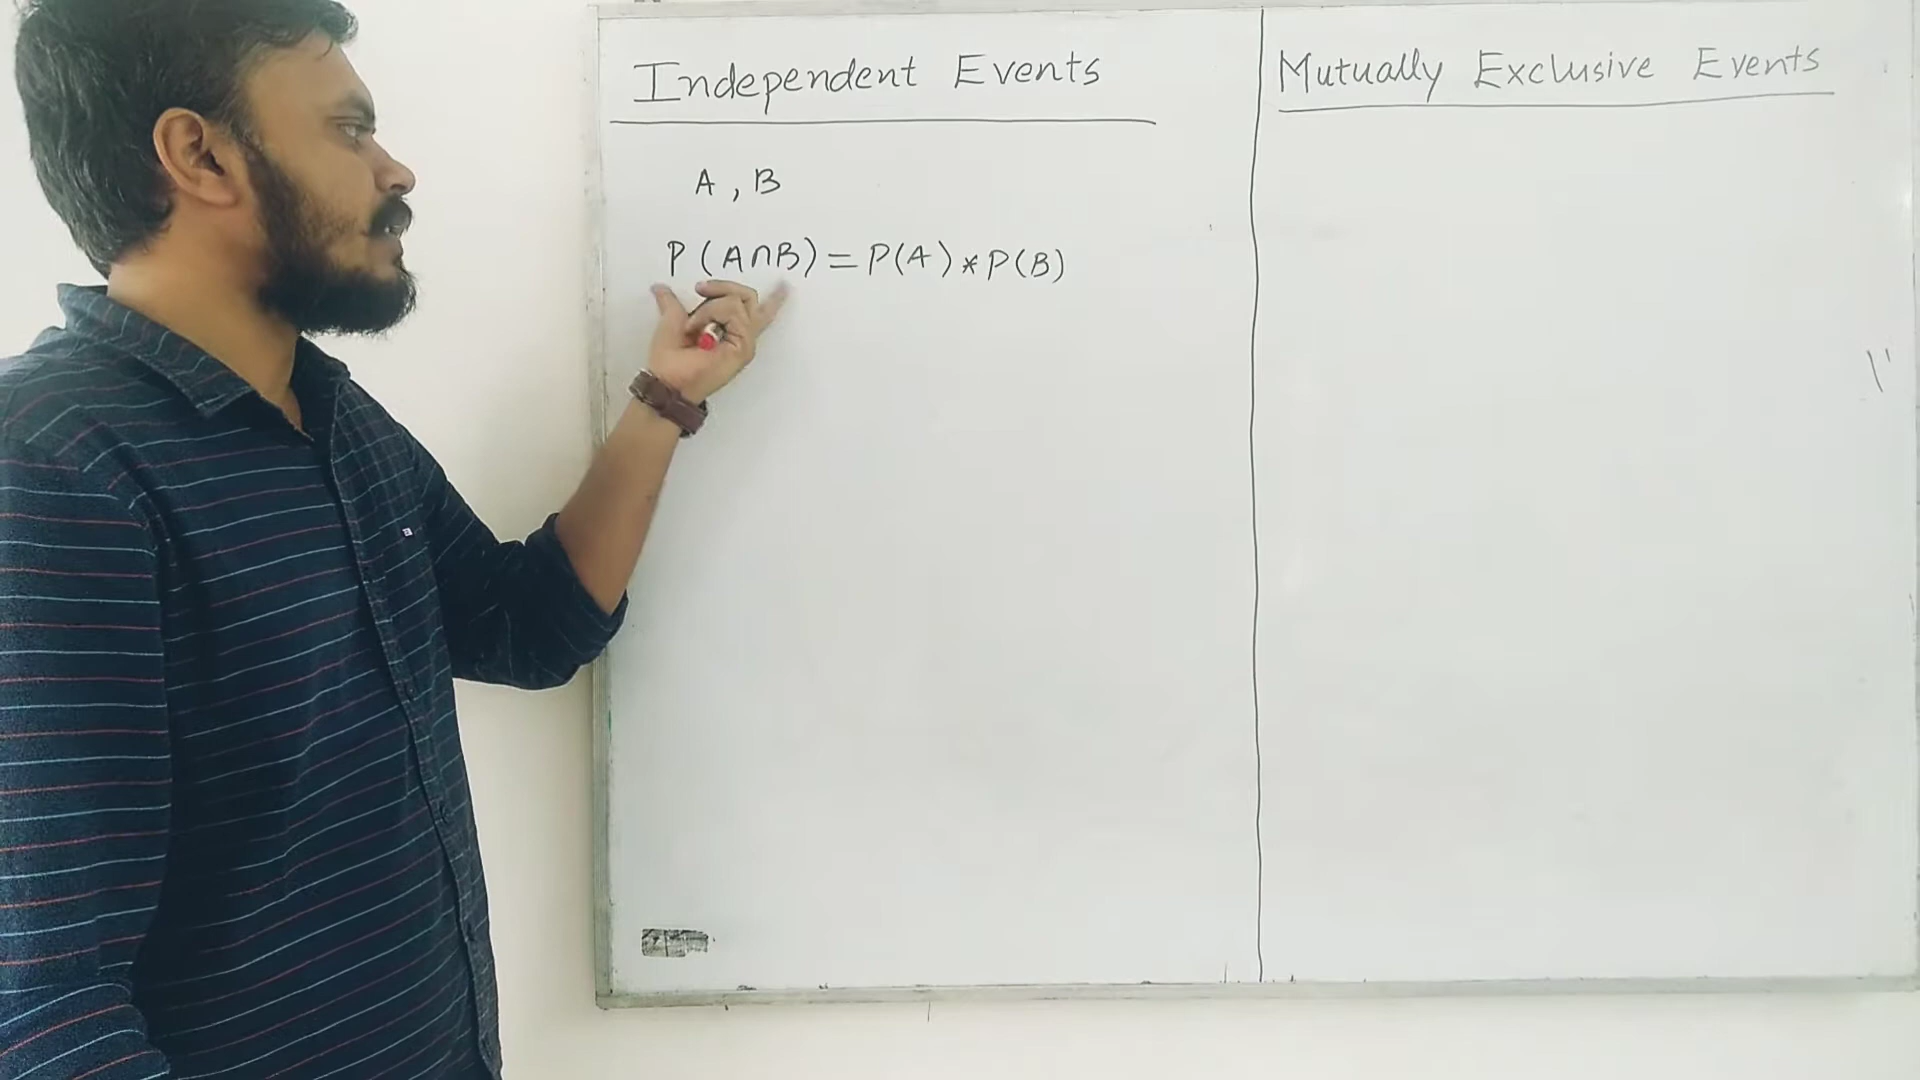 Independent Events
A , B
P (A∩B) = P(A) * P(B)
Mutually Exclusive Events